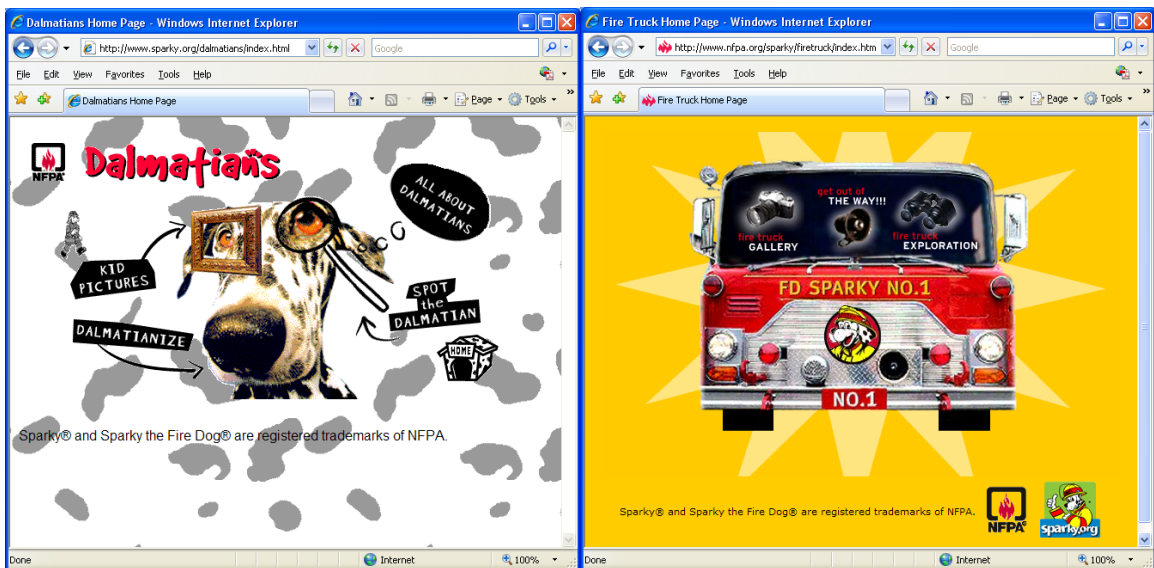 Dalmatians Home Page - Windows Internet Explorer
http://www.sparky.org/dalmatians/index.html
Google
File Edit View Favorites Tools Help
Dalmatians Home Page
Page
Tools
»
NFPA
Dalmatians
ALL ABOUT
DALMATIANS
KID
PICTURES
SPOT
the
DALMATIAN
DALMATIANIZE
HOME
Sparky® and Sparky the Fire Dog® are registered trademarks of NFPA.
Done
Internet
100%
Fire Truck Home Page - Windows Internet Explorer
http://www.nfpa.org/sparky/firetruck/index.htm
Google
File Edit View Favorites Tools Help
Fire Truck Home Page
Page
Tools
»
get out of
THE WAY!!!
fire truck
GALLERY
fire truck
EXPLORATION
FD SPARKY NO.1
NO.1
Sparky® and Sparky the Fire Dog® are registered trademarks of NFPA.
NFPA®
sparky.org
Done
Internet
100%